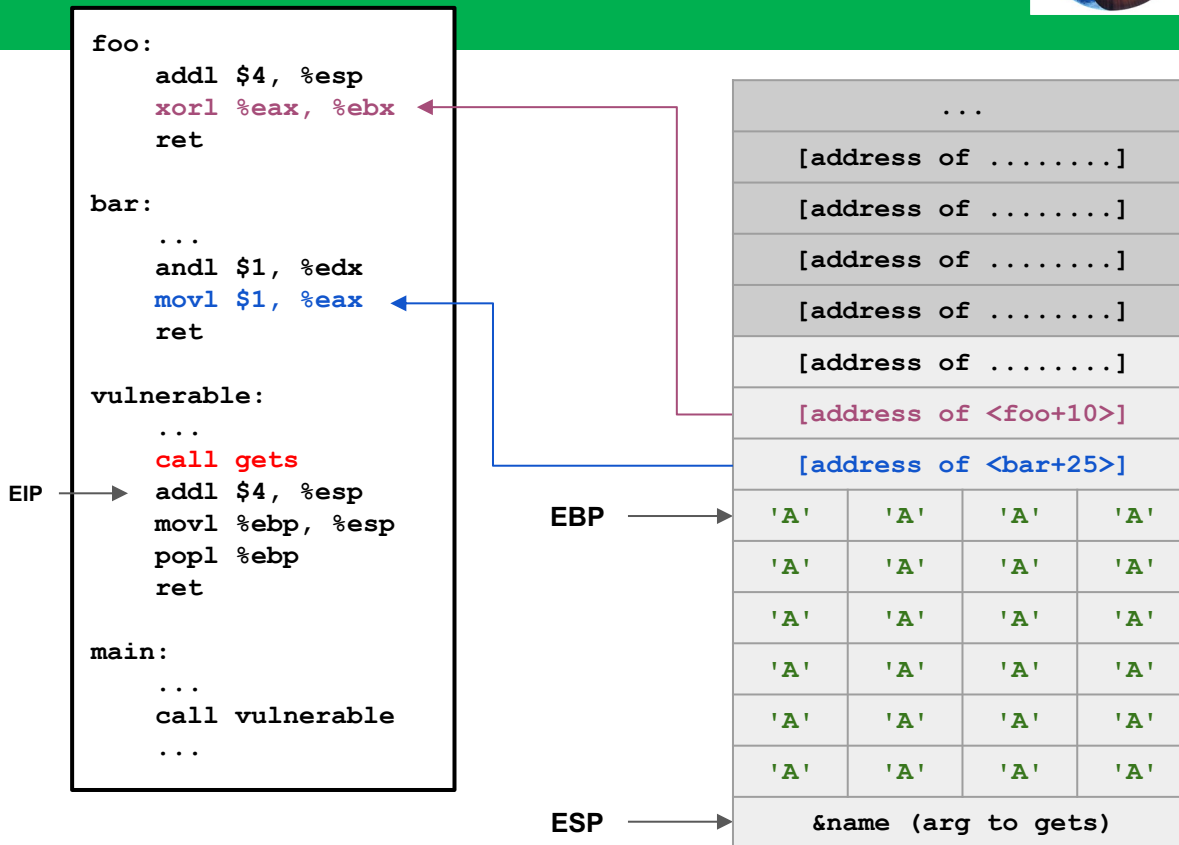 foo:
addl $4, %esp
xorl %eax, %ebx
ret
bar:
...
andl $1, %edx
movl $1, %eax
ret
vulnerable:
...
call gets
addl $4, %esp
movl %ebp, %esp
popl %ebp
ret
main:
...
call vulnerable
...
EIP
...
[address of ........]
[address of ........]
[address of ........]
[address of ........]
[address of ........]
[address of <foo+10>]
[address of <bar+25>]
EBP
'A' 'A' 'A' 'A'
'A' 'A' 'A' 'A'
'A' 'A' 'A' 'A'
'A' 'A' 'A' 'A'
'A' 'A' 'A' 'A'
'A' 'A' 'A' 'A'
ESP
&name (arg to gets)